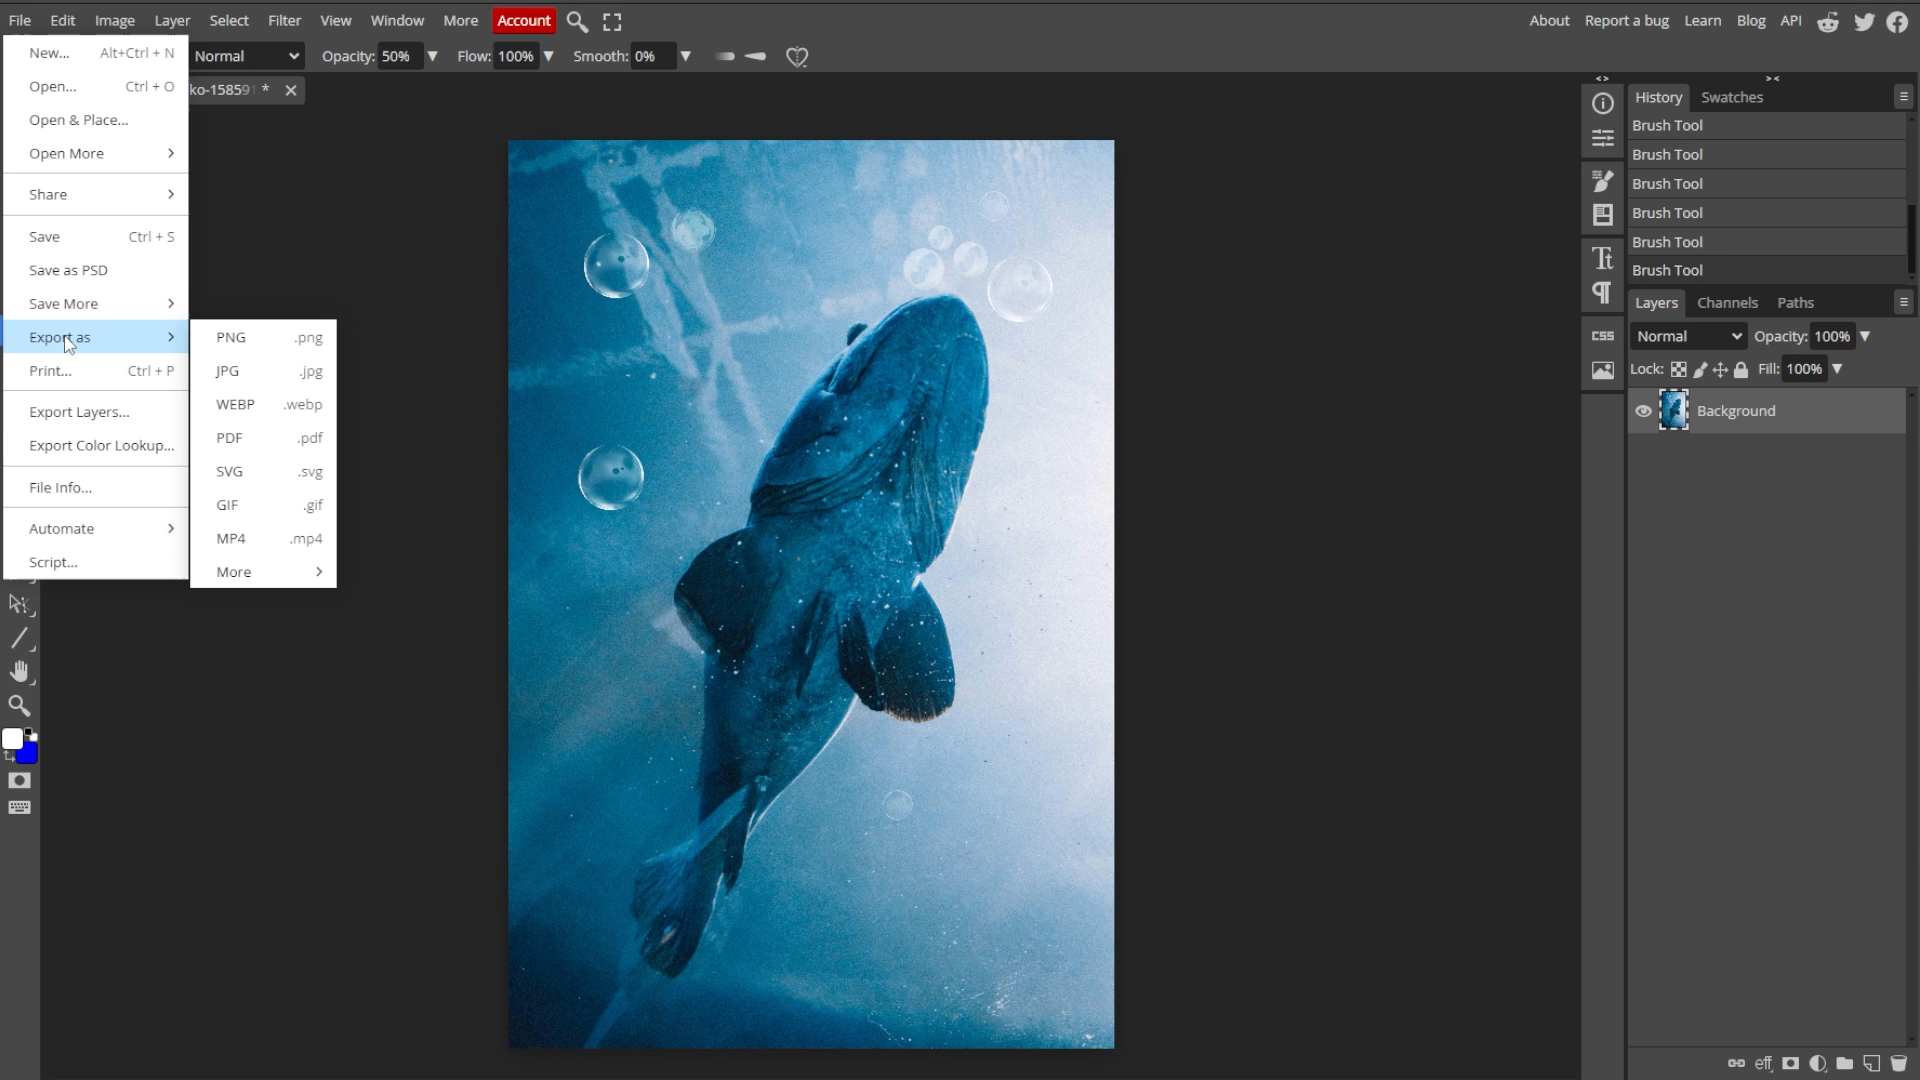 File Edit Image Layer Select Filter View Window More Account
About Report a bug Learn Blog API
Normal Opacity: 50% Flow: 100% Smooth: 0%
ko-15859 *
New... Alt+Ctrl + N
Open... Ctrl + O
Open & Place...
Open More
Share
Save Ctrl + S
Save as PSD
Save More
Export as
Print... Ctrl + P
Export Layers...
Export Color Lookup...
File Info...
Automate
Script...
PNG .png
JPG .jpg
WEBP .webp
PDF .pdf
SVG .svg
GIF .gif
MP4 .mp4
More
History Swatches
Brush Tool
Brush Tool
Brush Tool
Brush Tool
Brush Tool
Brush Tool
Tt
CSS
Layers Channels Paths
Normal Opacity: 100%
Lock: Fill: 100%
Background
eff